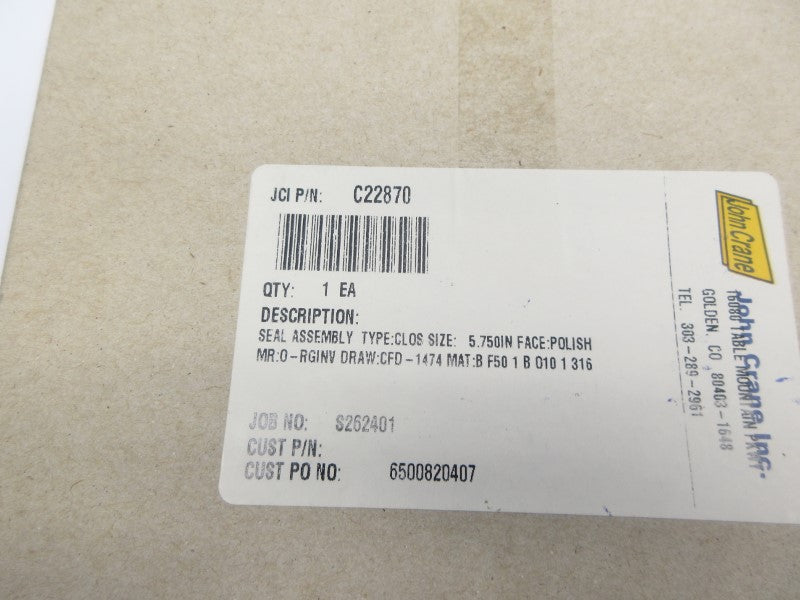 JCI P/N: C22870
QTY: 1 EA
DESCRIPTION:
SEAL ASSEMBLY TYPE:CLOS SIZE: 5.750IN FACE:POLISH
MR:O-RGINV DRAW:CFD-1474 MAT:B F50 1 B O10 1 316
JOB NO: S262401
CUST P/N:
CUST PO NO: 6500820407
John Crane
John Crane Inc.
16080 TABLE MOUNTAIN PKWY
GOLDEN, CO 80403-1648
TEL. 303-289-2961